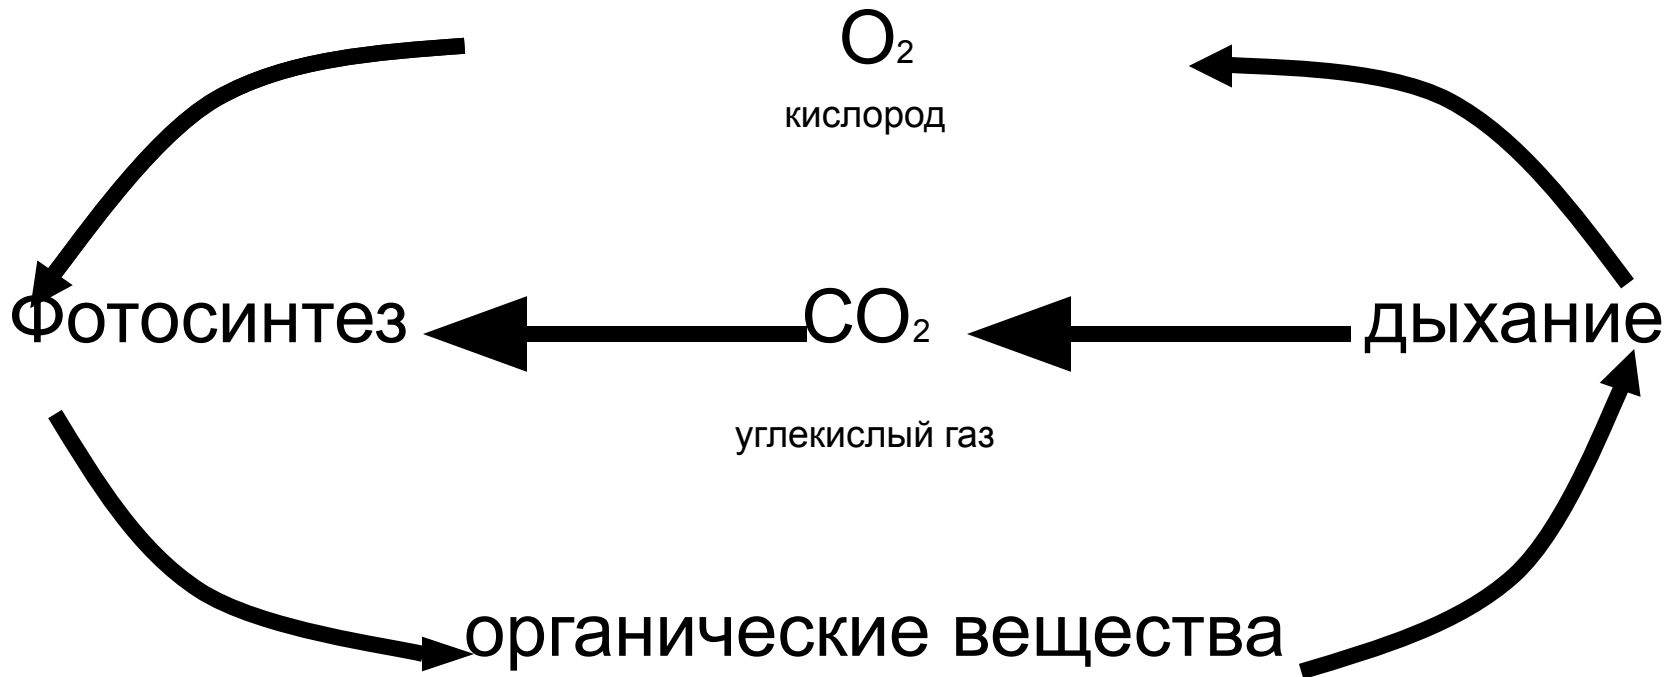 O₂
кислород
Фотосинтез CO₂ дыхание
углекислый газ
органические вещества